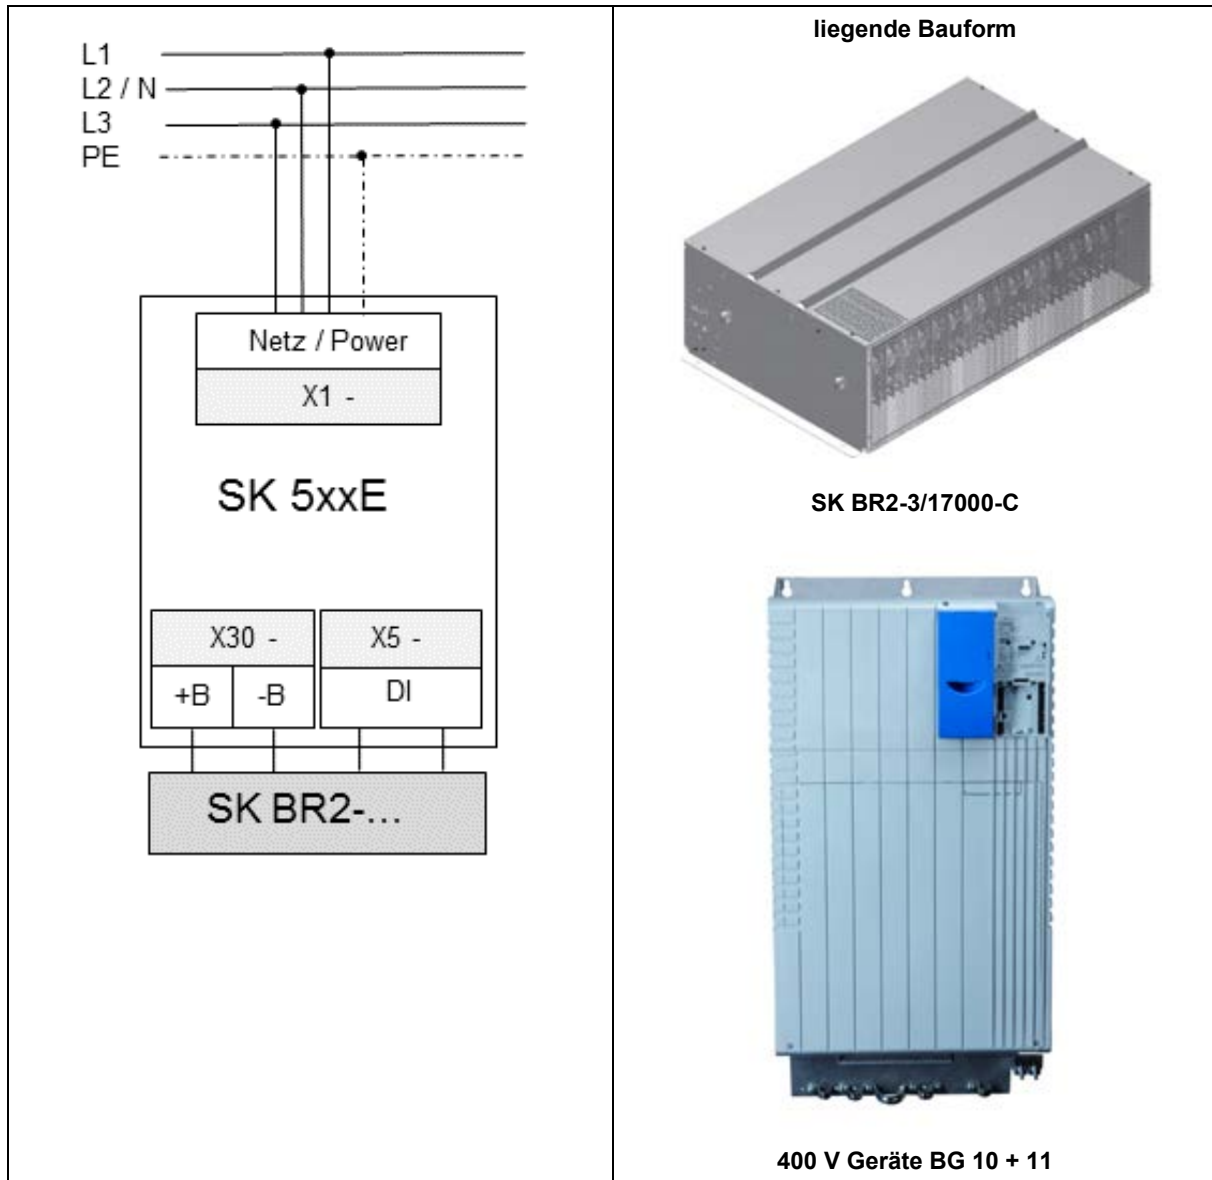 L1
L2 / N
L3
PE
Netz / Power
X1 -
SK 5xxE
X30 -
X5 -
+B
-B
DI
SK BR2-...
liegende Bauform
SK BR2-3/17000-C
400 V Geräte BG 10 + 11